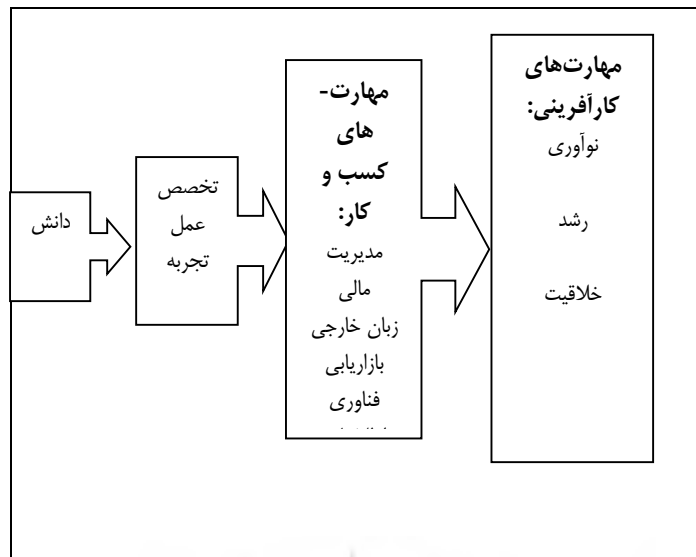 دانش
تخصص
عمل
تجربه
مهارت-
های
کسب و
کار:
مدیریت
مالی
زبان خارجی
بازاریابی
فناوری
مهارت‌های
کارآفرینی:
نوآوری
رشد
خلاقیت